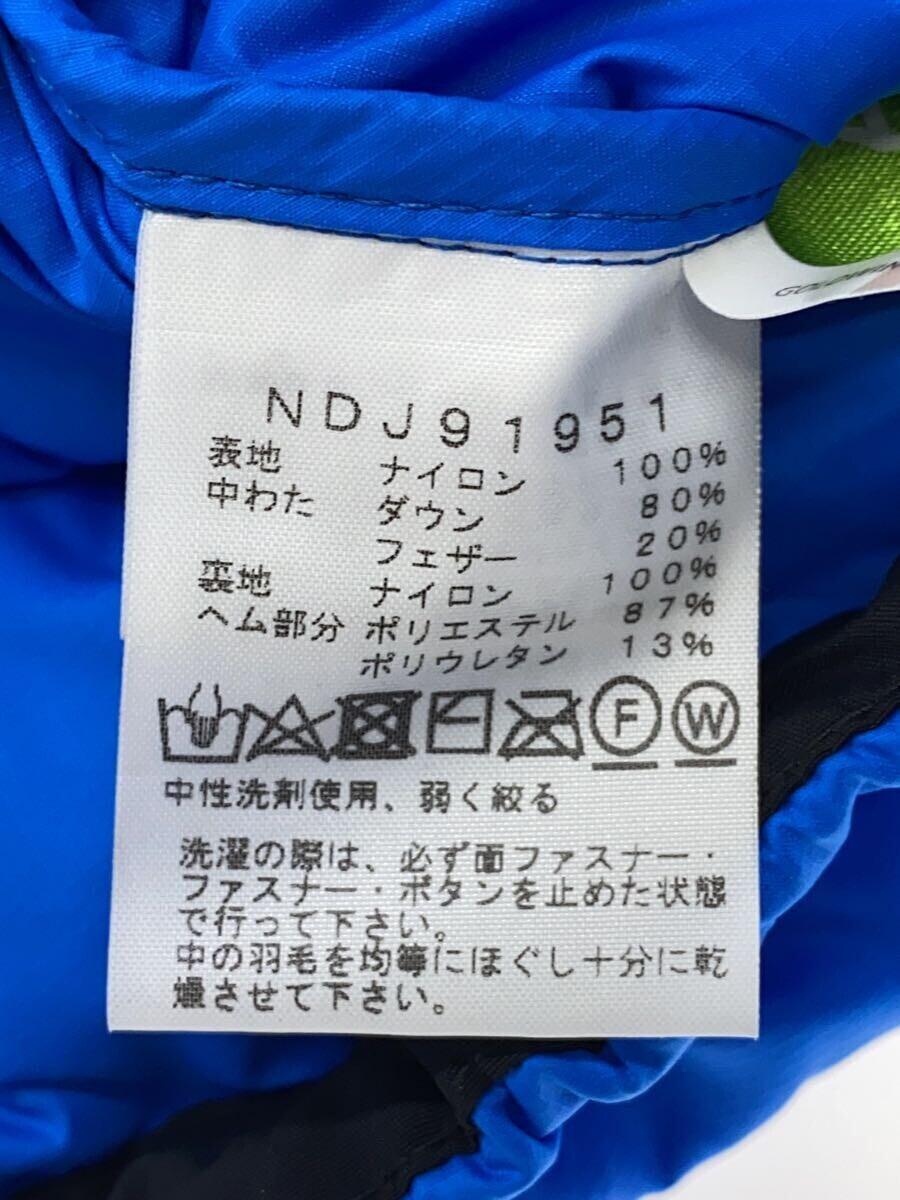 GOLDWIN
NDJ91951
表地 ナイロン 100%
中わた ダウン 80%
フェザー 20%
裏地 ナイロン 100%
ヘム部分 ポリエステル 87%
ポリウレタン 13%
F W
中性洗剤使用、弱く絞る
洗濯の際は、必ず面ファスナー・
ファスナー・ボタンを止めた状態
で行って下さい。
中の羽毛を均等にほぐし十分に乾
燥させて下さい。